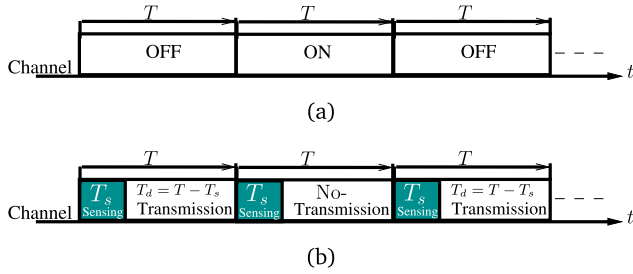 T T T
OFF ON OFF
Channel t
(a)
T T T
T_s T_d = T − T_s T_s No- T_s T_d = T − T_s
Sensing Transmission Sensing Transmission Sensing Transmission
Channel t
(b)